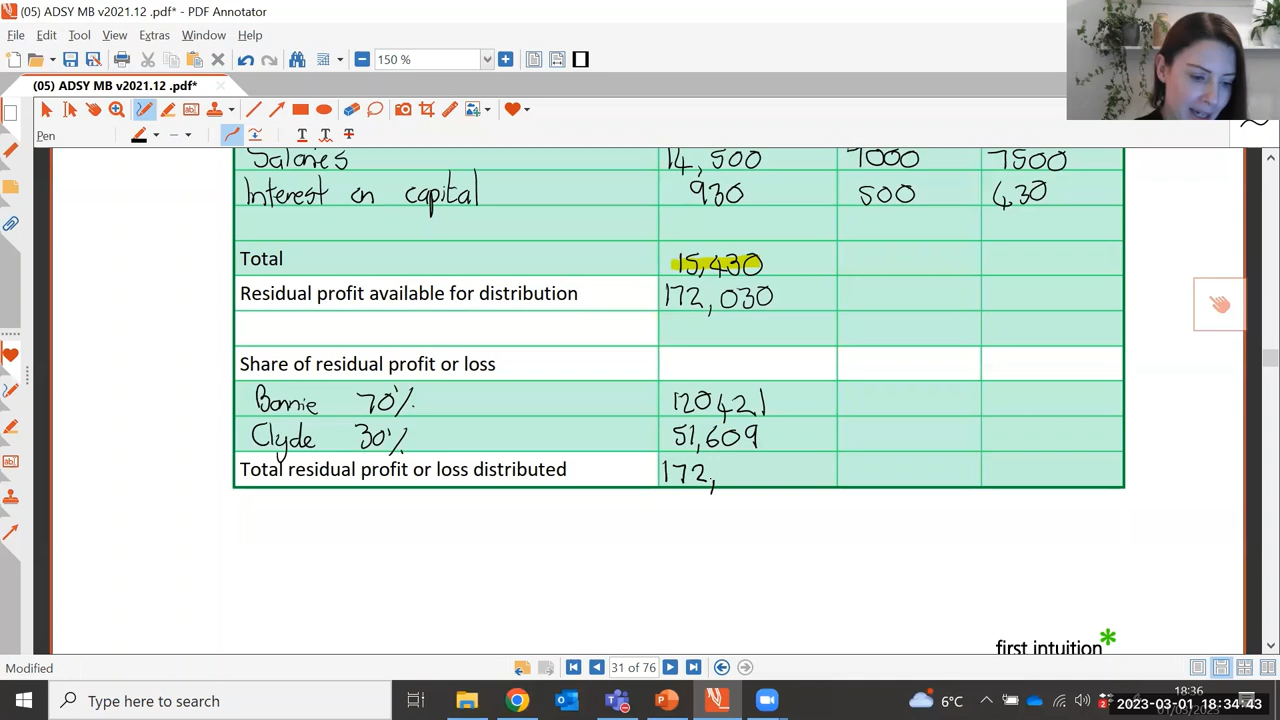 (05) ADSY MB v2021.12 .pdf* - PDF Annotator
File Edit Tool View Extras Window Help
150 %
(05) ADSY MB v2021.12 .pdf*
Pen
Salaries 14,500 7000 7500
Interest on capital 930 500 430
Total 15,430
Residual profit available for distribution 172,030
Share of residual profit or loss
Bonnie 70% 120421
Clyde 30% 51,609
Total residual profit or loss distributed 172,
first intuition*
Modified
31 of 76
Type here to search
6°C
18:36
2023-03-01 18:34:43